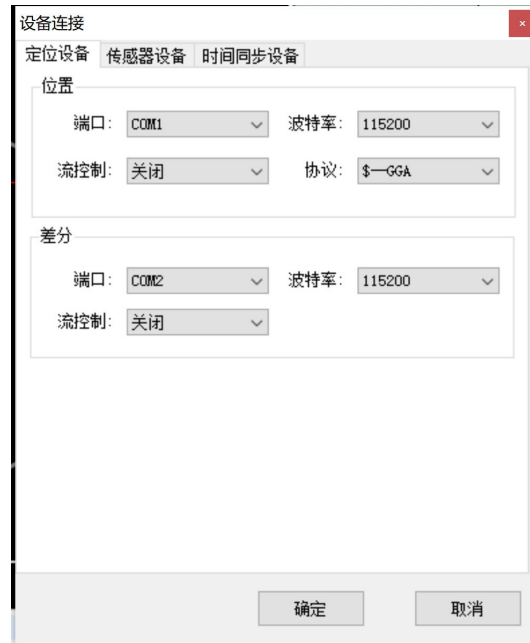 设备连接
定位设备 传感器设备 时间同步设备
位置
端口: COM1 波特率: 115200
流控制: 关闭 协议: $—GGA
差分
端口: COM2 波特率: 115200
流控制: 关闭
确定 取消